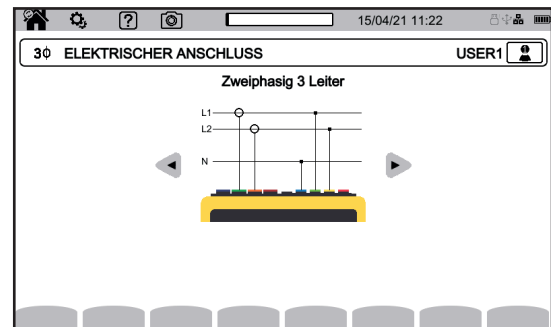 15/04/21 11:22
3Φ ELEKTRISCHER ANSCHLUSS USER1
Zweiphasig 3 Leiter
L1
L2
N